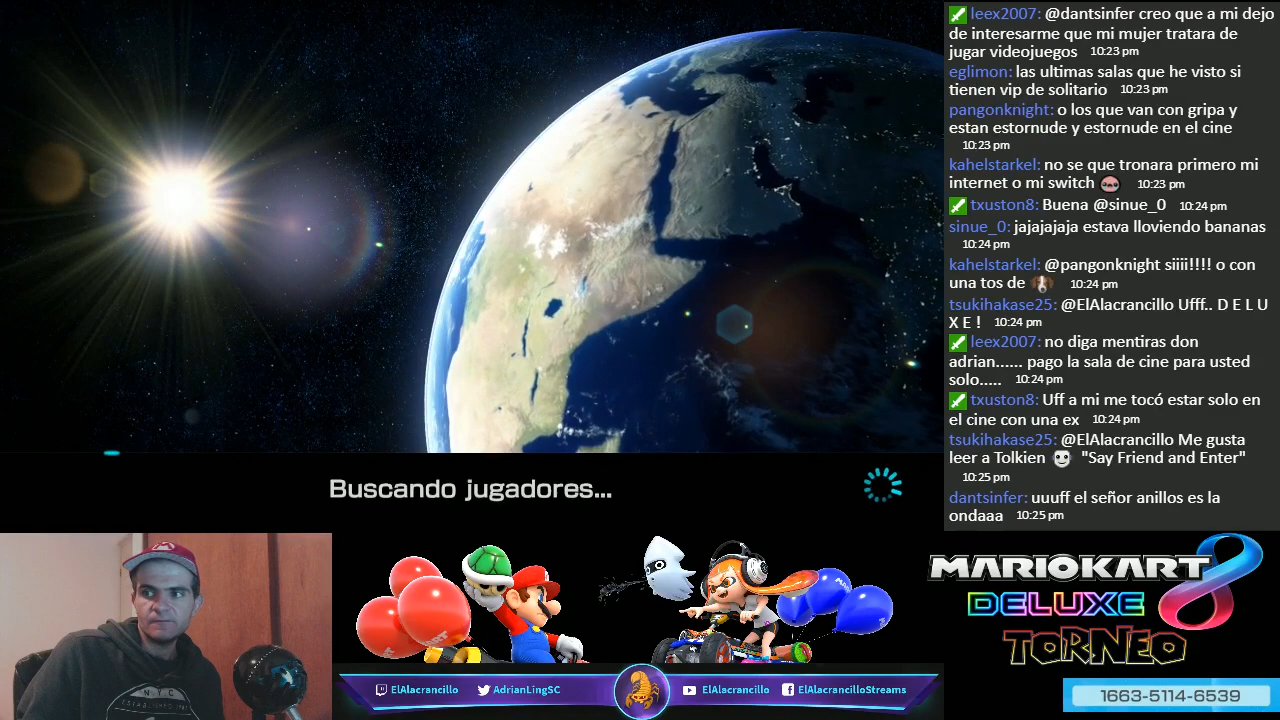 leex2007: @dantsinfer creo que a mi dejo
de interesarme que mi mujer tratara de
jugar videojuegos 10:23 pm
eglimon: las ultimas salas que he visto si
tienen vip de solitario 10:23 pm
pangonknight: o los que van con gripa y
estan estornude y estornude en el cine
10:23 pm
kahelstarkel: no se que tronara primero mi
internet o mi switch 10:23 pm
txuston8: Buena @sinue_0 10:24 pm
sinue_0: jajajajaja estava lloviendo bananas
10:24 pm
kahelstarkel: @pangonknight siiii!!!! o con
una tos de 10:24 pm
tsukihakase25: @ElAlacrancillo Ufff.. D E L U
X E ! 10:24 pm
leex2007: no diga mentiras don
adrian...... pago la sala de cine para usted
solo..... 10:24 pm
txuston8: Uff a mi me tocó estar solo en
el cine con una ex 10:24 pm
tsukihakase25: @ElAlacrancillo Me gusta
leer a Tolkien "Say Friend and Enter"
10:25 pm
dantsinfer: uuuff el señor anillos es la
ondaaa 10:25 pm
Buscando jugadores...
MARIOKART 8
DELUXE
TORNEO
1663-5114-6539
ElAlacrancillo AdrianLingSC ElAlacrancillo ElAlacrancilloStreams
M
NYC